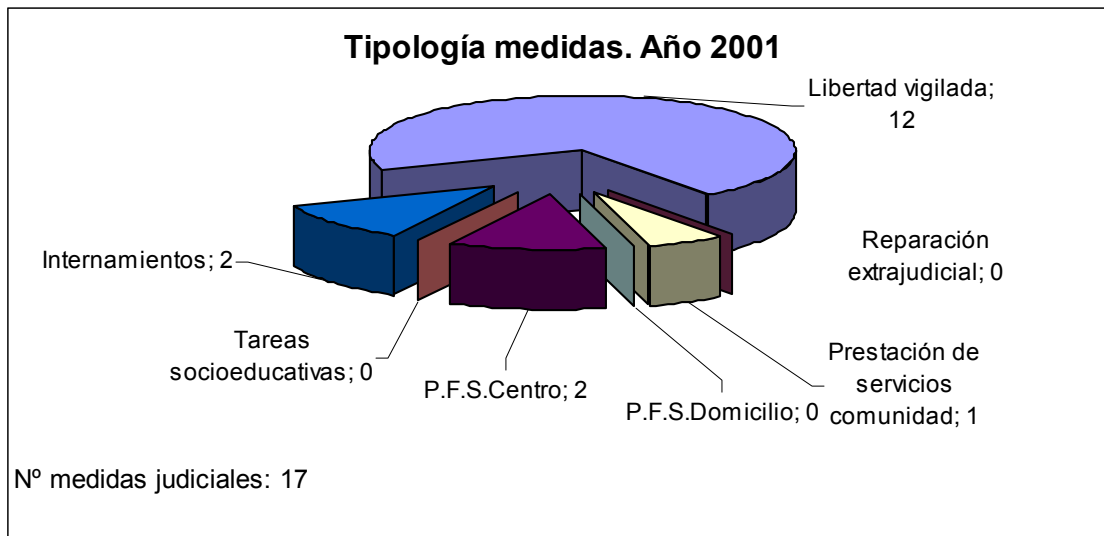 Tipología medidas. Año 2001
Libertad vigilada;
12
Reparación
extrajudicial; 0
Prestación de
servicios
comunidad; 1
P.F.S.Domicilio; 0
P.F.S.Centro; 2
Tareas
socioeducativas; 0
Internamientos; 2
Nº medidas judiciales: 17